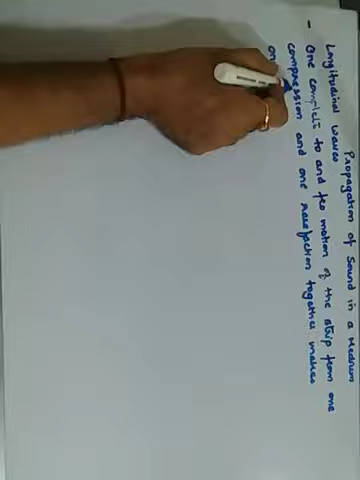 Propagation of Sound in a Medium
Longitudinal Waves
- One complete to and fro motion of the strip from one
compression and one rarefaction together makes
on